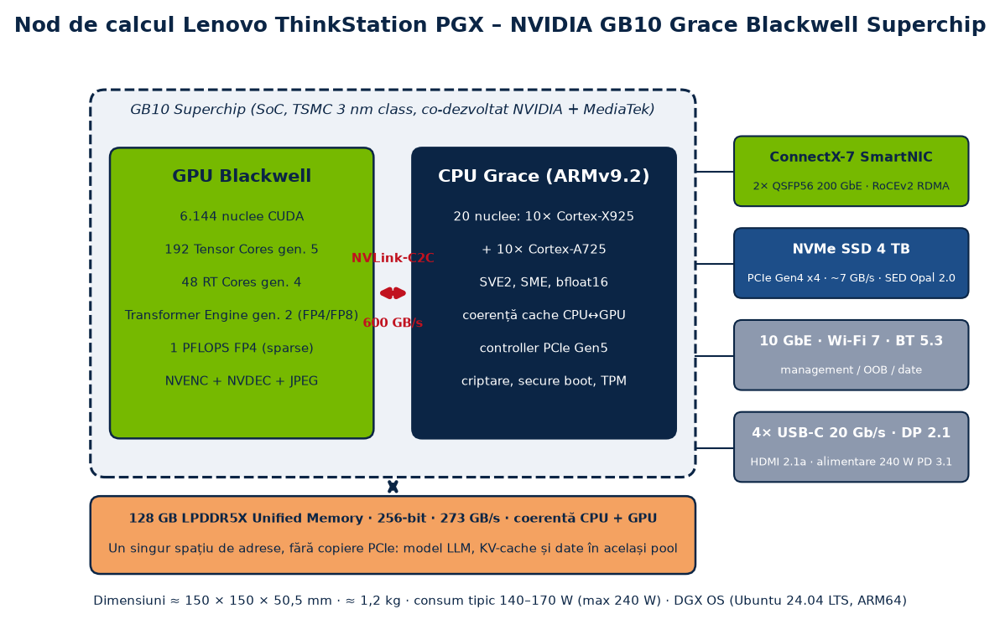 Nod de calcul Lenovo ThinkStation PGX – NVIDIA GB10 Grace Blackwell Superchip
GB10 Superchip (SoC, TSMC 3 nm class, co-dezvoltat NVIDIA + MediaTek)
GPU Blackwell
6.144 nuclee CUDA
192 Tensor Cores gen. 5
48 RT Cores gen. 4
Transformer Engine gen. 2 (FP4/FP8)
1 PFLOPS FP4 (sparse)
NVENC + NVDEC + JPEG
NVLink-C2C
600 GB/s
CPU Grace (ARMv9.2)
20 nuclee: 10× Cortex-X925
+ 10× Cortex-A725
SVE2, SME, bfloat16
coerență cache CPU↔GPU
controller PCIe Gen5
criptare, secure boot, TPM
ConnectX-7 SmartNIC
2× QSFP56 200 GbE · RoCEv2 RDMA
NVMe SSD 4 TB
PCIe Gen4 x4 · ~7 GB/s · SED Opal 2.0
10 GbE · Wi-Fi 7 · BT 5.3
management / OOB / date
4× USB-C 20 Gb/s · DP 2.1
HDMI 2.1a · alimentare 240 W PD 3.1
128 GB LPDDR5X Unified Memory · 256-bit · 273 GB/s · coerentă CPU + GPU
Un singur spațiu de adrese, fără copiere PCIe: model LLM, KV-cache și date în același pool
Dimensiuni ≈ 150 × 150 × 50,5 mm · ≈ 1,2 kg · consum tipic 140–170 W (max 240 W) · DGX OS (Ubuntu 24.04 LTS, ARM64)